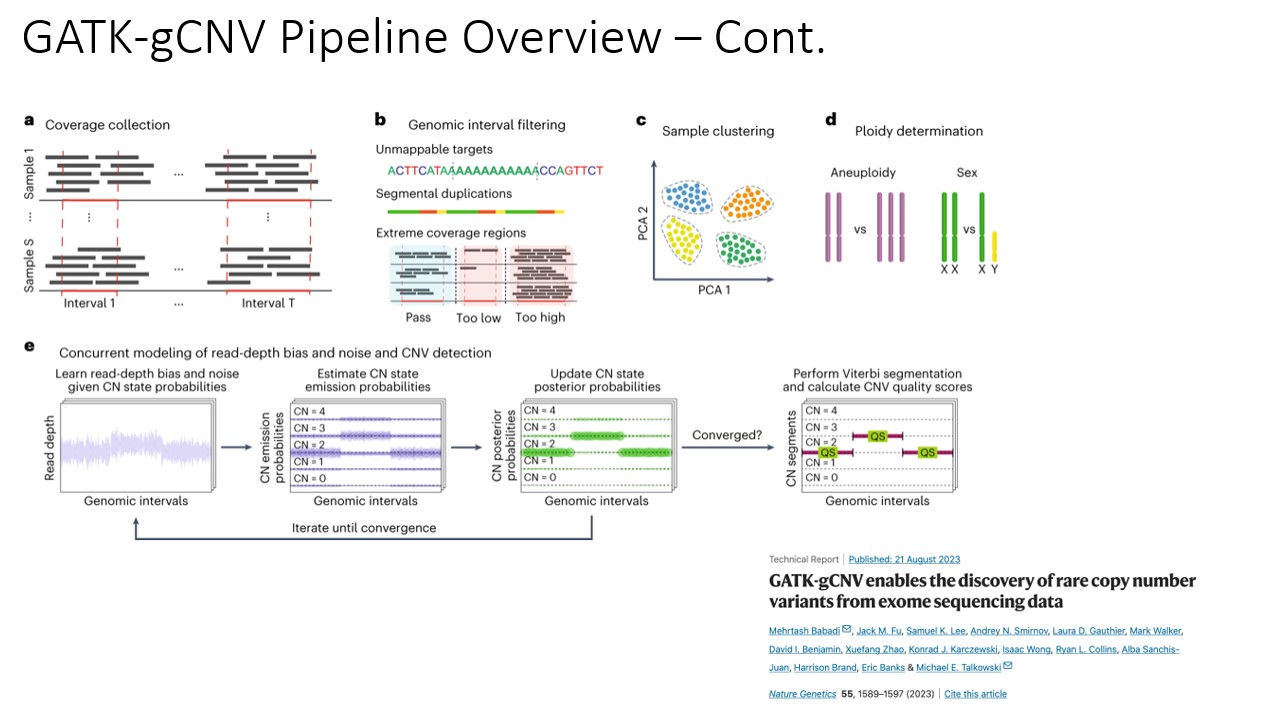 GATK-gCNV Pipeline Overview – Cont.
a Coverage collection
Sample 1
...
Sample S
...
...
Interval 1 ... Interval T
b Genomic interval filtering
Unmappable targets
ACTTCATAAAAAAAAAAAAACCAGTTCT
Segmental duplications
Extreme coverage regions
Pass Too low Too high
c Sample clustering
PCA 2
PCA 1
d Ploidy determination
Aneuploidy Sex
vs vs
X X X Y
e Concurrent modeling of read-depth bias and noise and CNV detection
Learn read-depth bias and noise
given CN state probabilities
Read depth
Genomic intervals
Estimate CN state
emission probabilities
CN emission
probabilities
CN = 4
CN = 3
CN = 2
CN = 1
CN = 0
Genomic intervals
Update CN state
posterior probabilities
CN posterior
probabilities
CN = 4
CN = 3
CN = 2
CN = 1
CN = 0
Genomic intervals
Converged?
Perform Viterbi segmentation
and calculate CNV quality scores
CN segments
CN = 4
CN = 3
CN = 2
CN = 1
CN = 0
QS QS QS
Genomic intervals
Iterate until convergence
Technical Report | Published: 21 August 2023
GATK-gCNV enables the discovery of rare copy number
variants from exome sequencing data
Mehrtash Babadi, Jack M. Fu, Samuel K. Lee, Andrey N. Smirnov, Laura D. Gauthier, Mark Walker,
David I. Benjamin, Xuefang Zhao, Konrad J. Karczewski, Isaac Wong, Ryan L. Collins, Alba Sanchis-
Juan, Harrison Brand, Eric Banks & Michael E. Talkowski
Nature Genetics 55, 1589–1597 (2023) | Cite this article